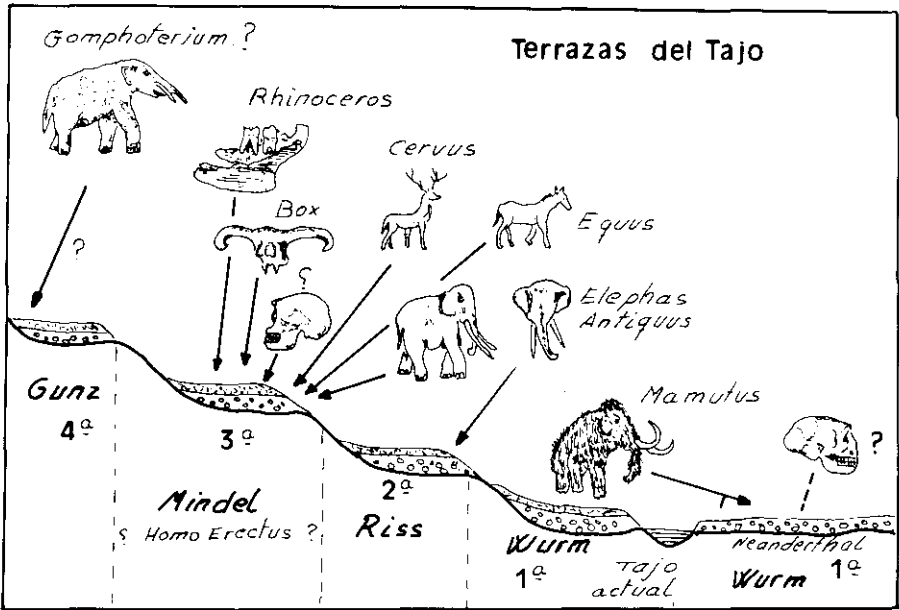 Terrazas del Tajo
Gomphoterium ?
Rhinoceros
Cervus
Box
Equus
?
?
Elephas
Antiquus
Mamutus
?
Gunz
4ª
3ª
Mindel
¿ Homo Erectus ?
2ª
Riss
Wurm
1ª
Tajo
actual
Neanderthal
Wurm 1ª